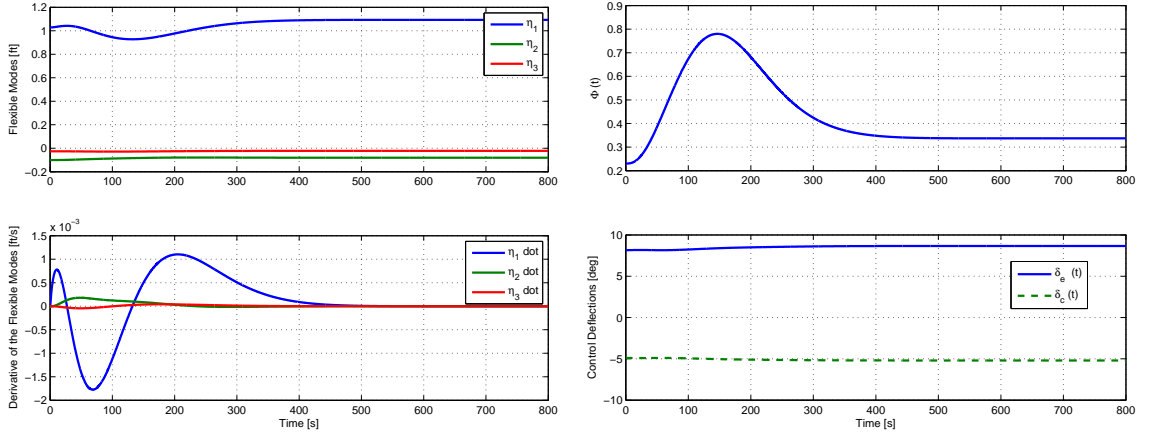 Flexible Modes [ft]
1.2
1
0.8
0.6
0.4
0.2
0
−0.2
0 100 200 300 400 500 600 700 800
η1
η2
η3
Φ (t)
0.9
0.8
0.7
0.6
0.5
0.4
0.3
0.2
0 100 200 300 400 500 600 700 800
x 10−3
Derivative of the Flexible Modes [ft/s]
1.5
1
0.5
0
−0.5
−1
−1.5
−2
0 100 200 300 400 500 600 700 800
Time [s]
η1 dot
η2 dot
η3 dot
Control Deflections [deg]
10
5
0
−5
−10
0 100 200 300 400 500 600 700 800
Time [s]
δe (t)
δc (t)